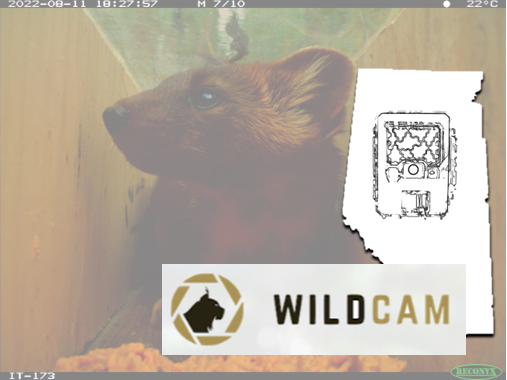 2022-08-11 18:27:57 M 7/10 22°C
WILDCAM
IT-173
RECONYX